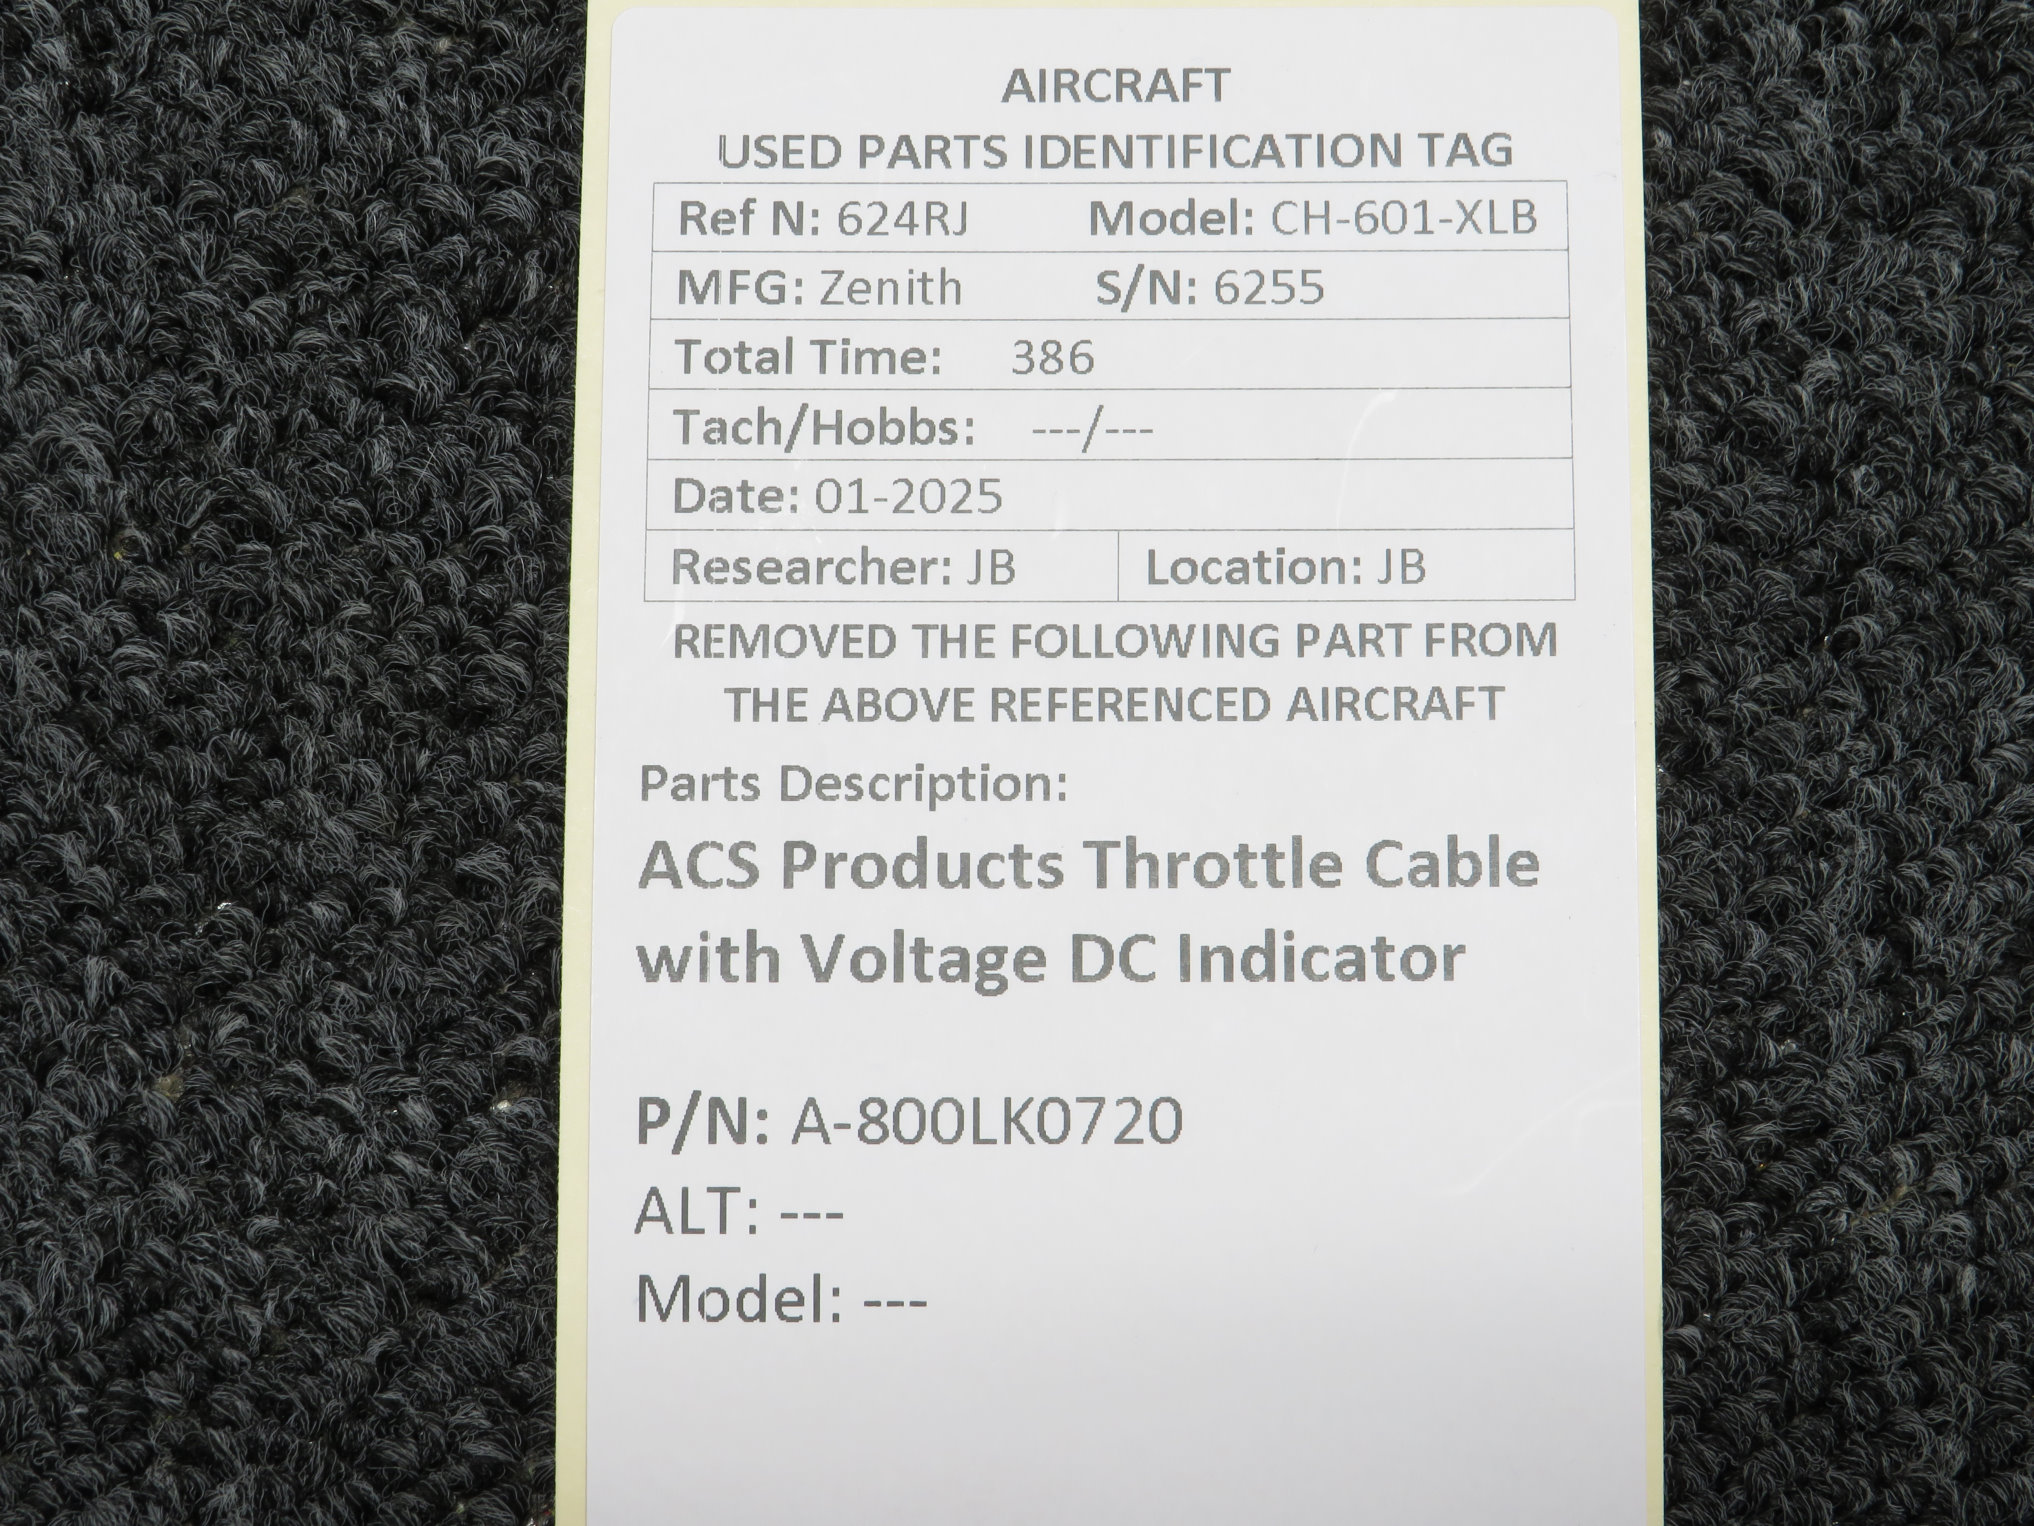 AIRCRAFT
USED PARTS IDENTIFICATION TAG
Ref N: 624RJ Model: CH-601-XLB
MFG: Zenith S/N: 6255
Total Time: 386
Tach/Hobbs: ---/---
Date: 01-2025
Researcher: JB Location: JB
REMOVED THE FOLLOWING PART FROM
THE ABOVE REFERENCED AIRCRAFT
Parts Description:
ACS Products Throttle Cable
with Voltage DC Indicator
P/N: A-800LK0720
ALT: ---
Model: ---